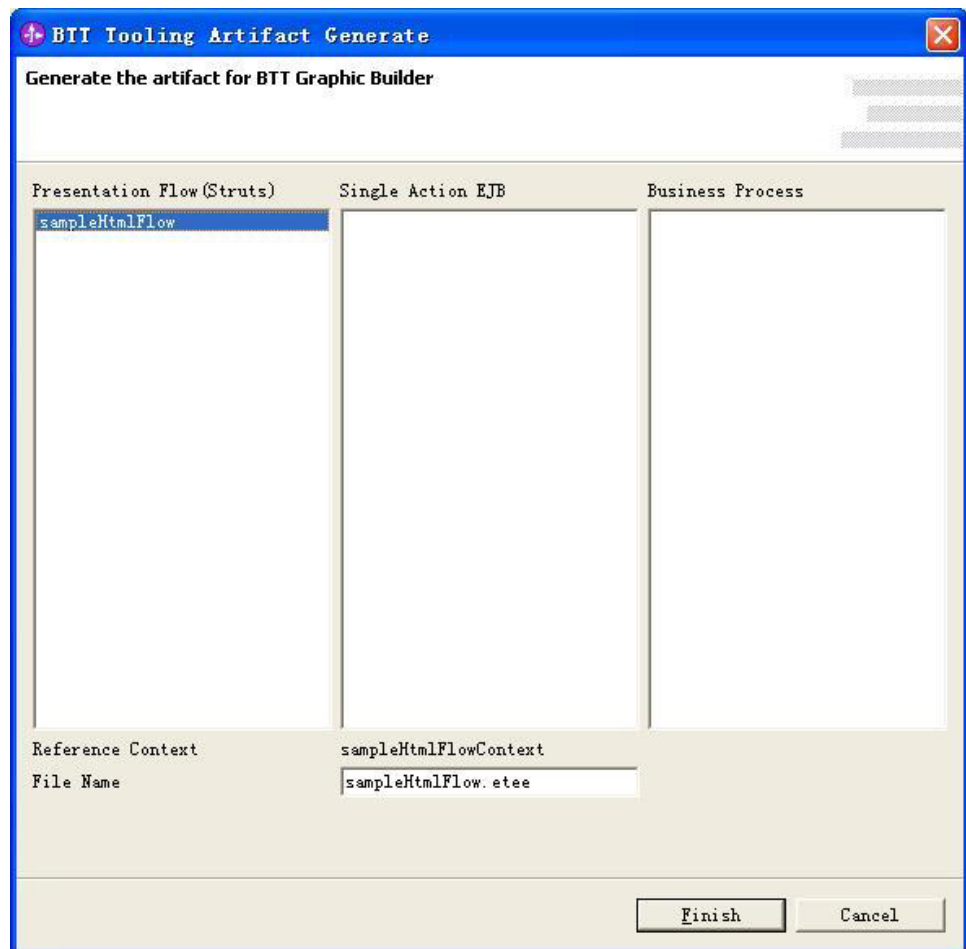 BTT Tooling Artifact Generate
Generate the artifact for BTT Graphic Builder
Presentation Flow(Struts) Single Action EJB Business Process
sampleHtmlFlow
Reference Context sampleHtmlFlowContext
File Name sampleHtmlFlow.etee
Finish Cancel